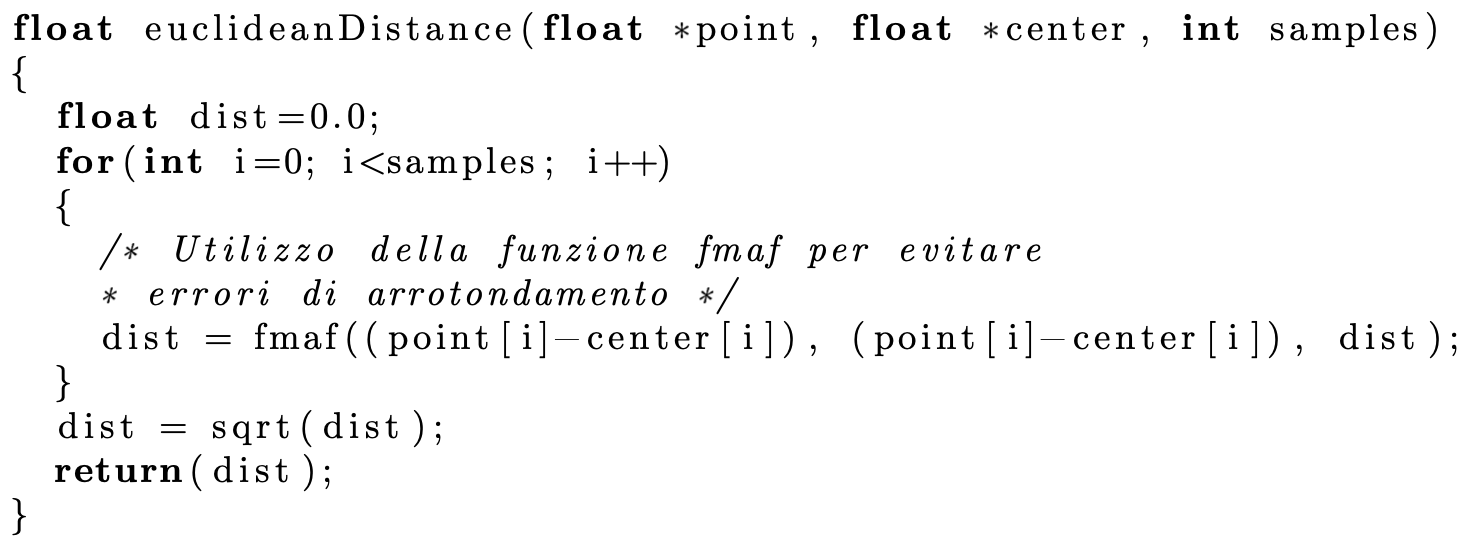 float euclideanDistance(float *point, float *center, int samples)
{
float dist=0.0;
for(int i=0; i<samples; i++)
{
/* Utilizzo della funzione fmaf per evitare
* errori di arrotondamento */
dist = fmaf((point[i]-center[i]), (point[i]-center[i]), dist);
}
dist = sqrt(dist);
return(dist);
}